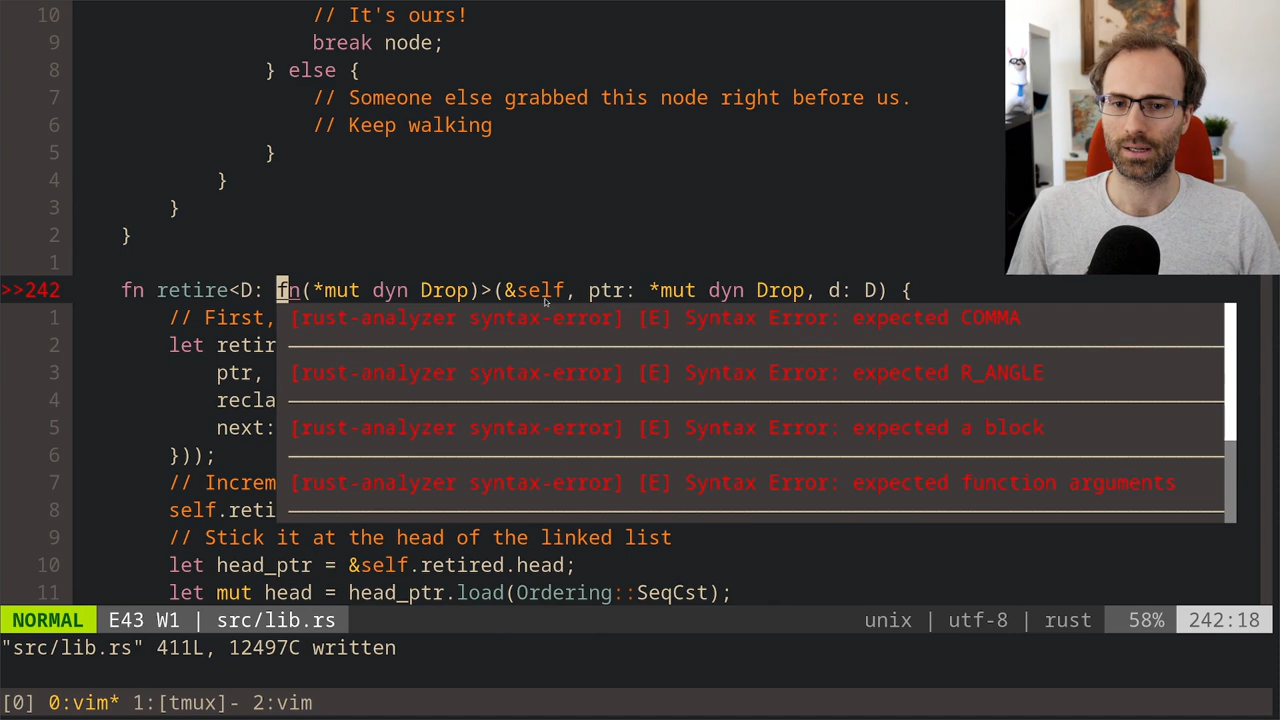 10 // It's ours!
9 break node;
8 } else {
7 // Someone else grabbed this node right before us.
6 // Keep walking
5 }
4 }
3 }
2 }
1
>>242 fn retire<D: fn(*mut dyn Drop)>(&self, ptr: *mut dyn Drop, d: D) {
1 // First, [rust-analyzer syntax-error] [E] Syntax Error: expected COMMA
2 let retir
3 ptr, [rust-analyzer syntax-error] [E] Syntax Error: expected R_ANGLE
4 recla
5 next: [rust-analyzer syntax-error] [E] Syntax Error: expected a block
6 }));
7 // Increm [rust-analyzer syntax-error] [E] Syntax Error: expected function arguments
8 self.reti
9 // Stick it at the head of the linked list
10 let head_ptr = &self.retired.head;
11 let mut head = head_ptr.load(Ordering::SeqCst);
NORMAL E43 W1 | src/lib.rs unix | utf-8 | rust 58% 242:18
"src/lib.rs" 411L, 12497C written
[0] 0:vim* 1:[tmux]- 2:vim